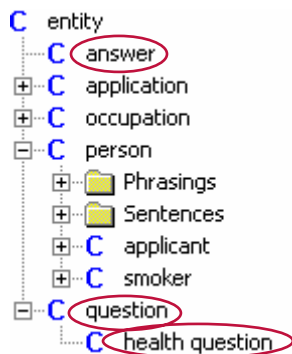 C entity
C answer
C application
C occupation
C person
Phrasings
Sentences
C applicant
C smoker
C question
C health question